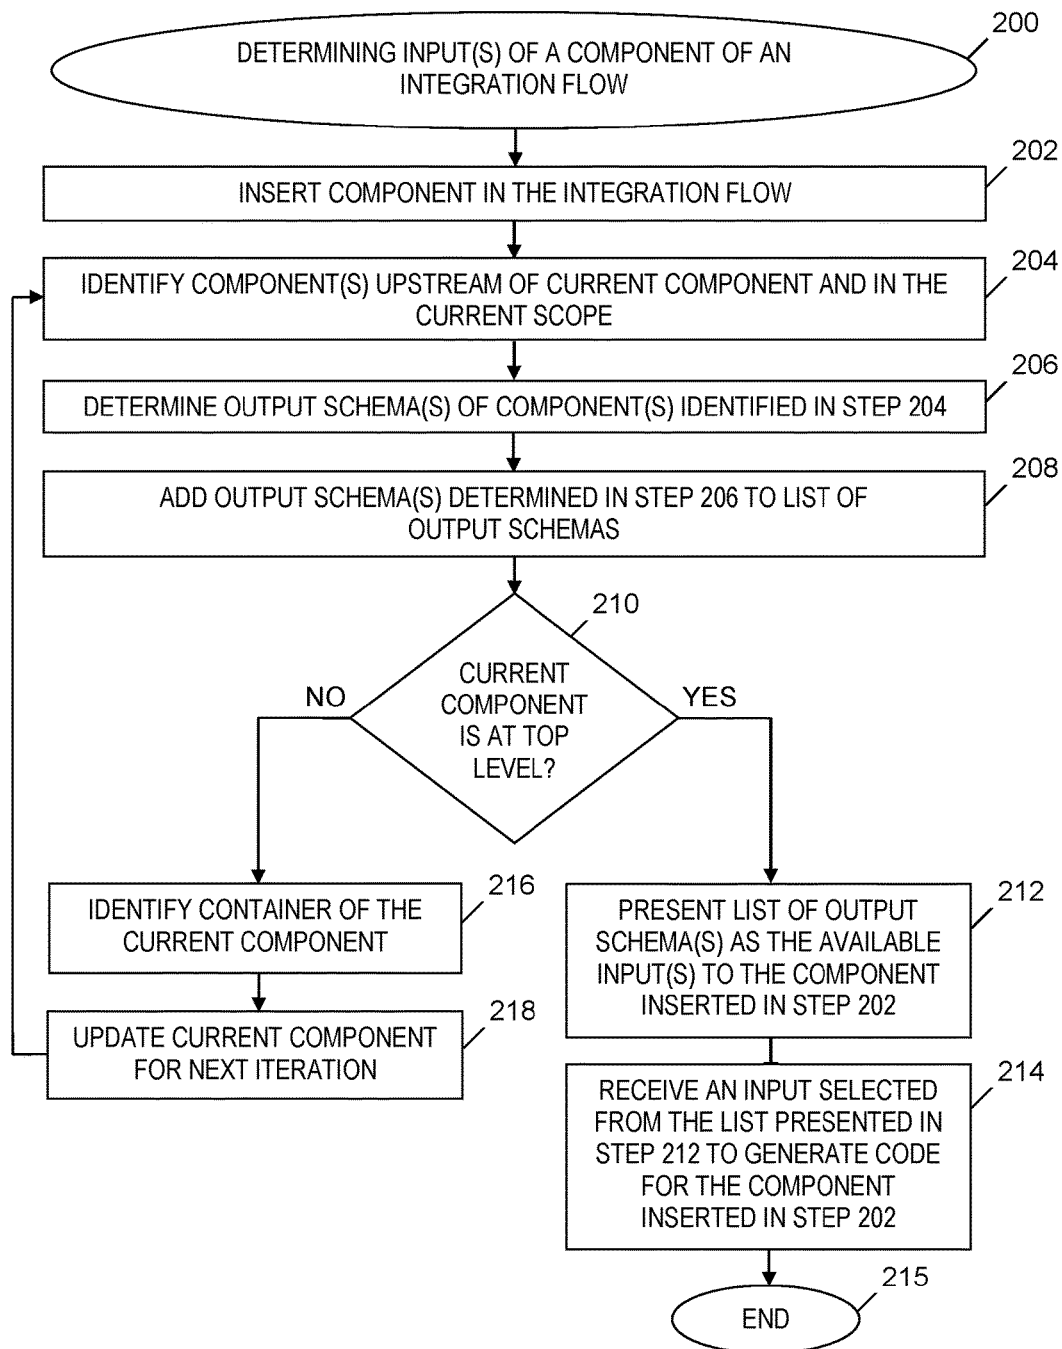 200
DETERMINING INPUT(S) OF A COMPONENT OF AN
INTEGRATION FLOW
202
INSERT COMPONENT IN THE INTEGRATION FLOW
204
IDENTIFY COMPONENT(S) UPSTREAM OF CURRENT COMPONENT AND IN THE
CURRENT SCOPE
206
DETERMINE OUTPUT SCHEMA(S) OF COMPONENT(S) IDENTIFIED IN STEP 204
208
ADD OUTPUT SCHEMA(S) DETERMINED IN STEP 206 TO LIST OF
OUTPUT SCHEMAS
210
CURRENT
COMPONENT
IS AT TOP
LEVEL?
NO
YES
216
IDENTIFY CONTAINER OF THE
CURRENT COMPONENT
218
UPDATE CURRENT COMPONENT
FOR NEXT ITERATION
212
PRESENT LIST OF OUTPUT
SCHEMA(S) AS THE AVAILABLE
INPUT(S) TO THE COMPONENT
INSERTED IN STEP 202
214
RECEIVE AN INPUT SELECTED
FROM THE LIST PRESENTED IN
STEP 212 TO GENERATE CODE
FOR THE COMPONENT
INSERTED IN STEP 202
215
END